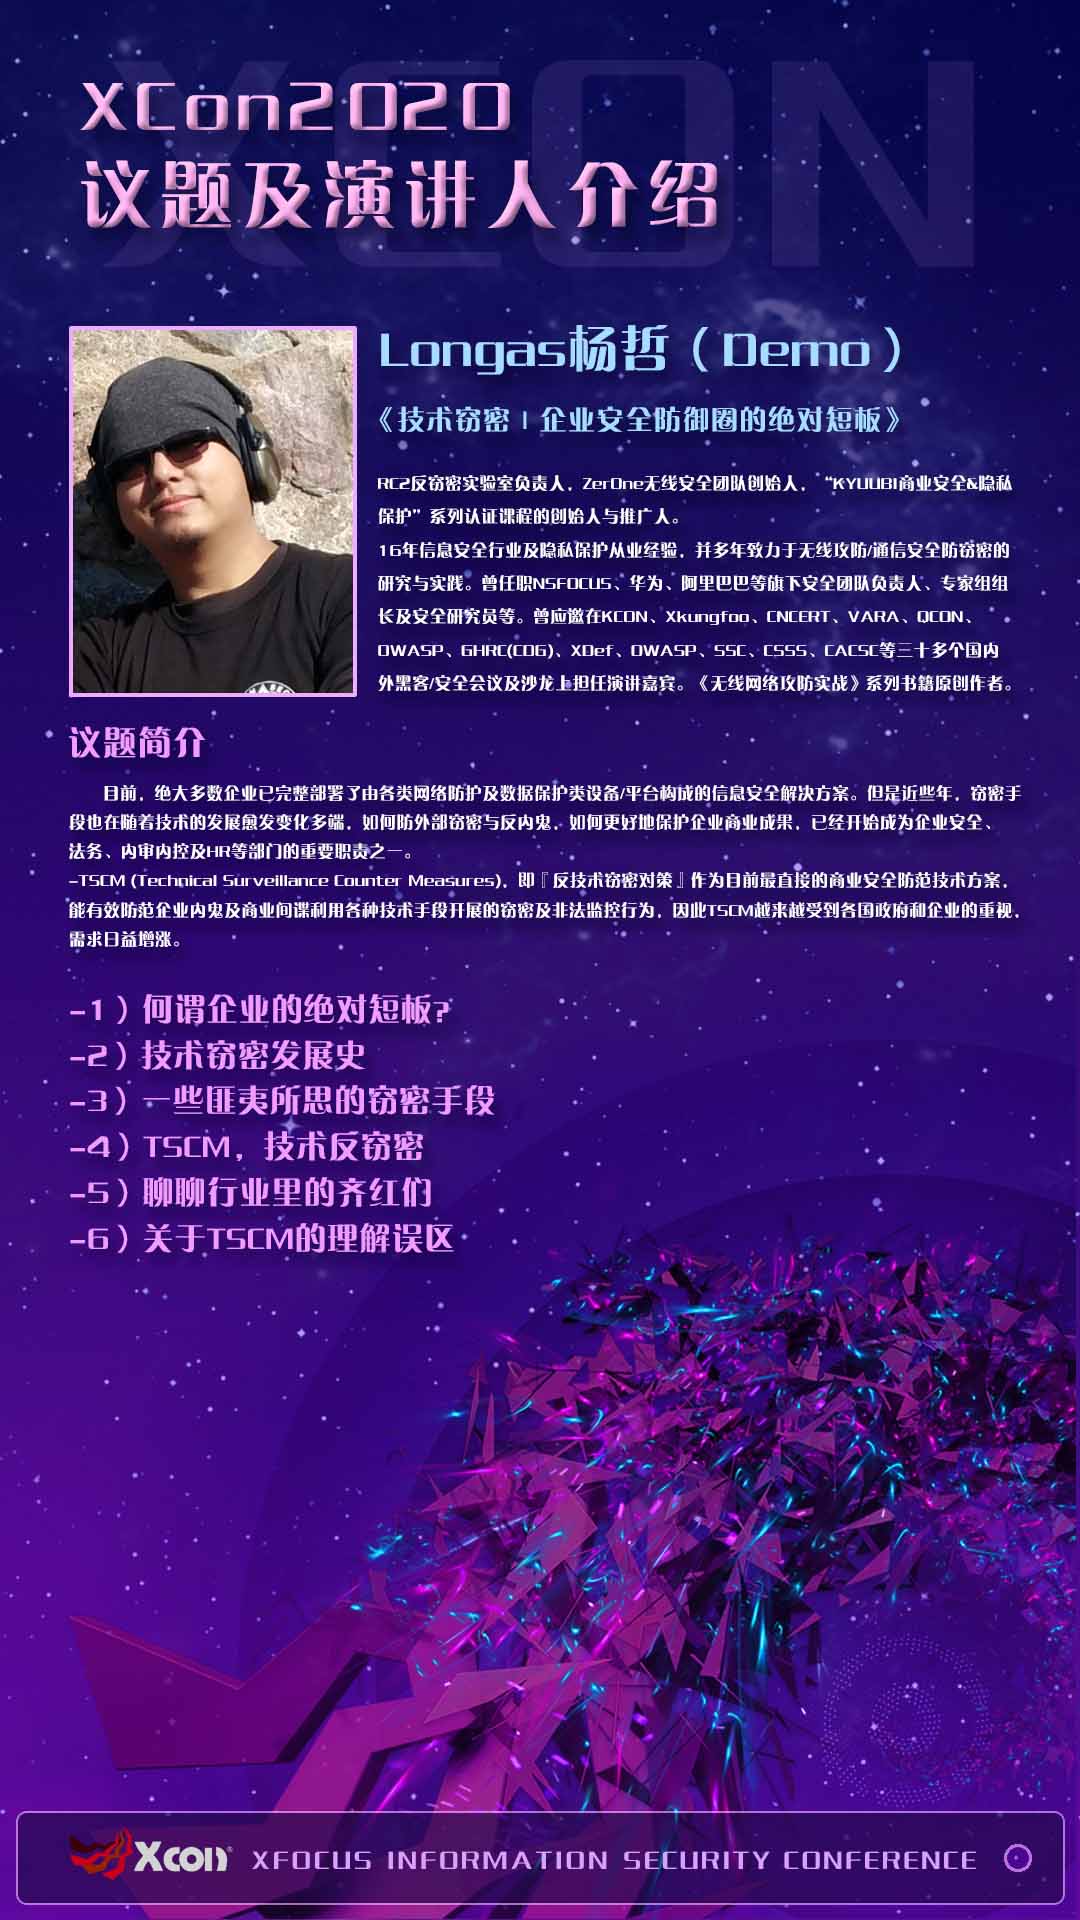 XCON
XCon2020
议题及演讲人介绍
Longas杨哲（Demo）
《技术窃密|企业安全防御圈的绝对短板》
RC2反窃密实验室负责人，ZerOne无线安全团队创始人，“KYUUBI商业安全&隐私
保护”系列认证课程的创始人与推广人。
16年信息安全行业及隐私保护从业经验，并多年致力于无线攻防/通信安全防窃密的
研究与实践。曾任职NSFOCUS、华为、阿里巴巴等旗下安全团队负责人、专家组组
长及安全研究员等。曾应邀在KCON、Xkungfoo、CNCERT、VARA、QCON、
OWASP、GHRC(CDG)、XDef、OWASP、SSC、CSSS、CACSC等三十多个国内
外黑客/安全会议及沙龙上担任演讲嘉宾。《无线网络攻防实战》系列书籍原创作者。
议题简介
目前，绝大多数企业已完整部署了由各类网络防护及数据保护类设备/平台构成的信息安全解决方案。但是近些年，窃密手
段也在随着技术的发展愈发变化多端，如何防外部窃密与反内鬼，如何更好地保护企业商业成果，已经开始成为企业安全、
法务、内审内控及HR等部门的重要职责之一。
-TSCM (Technical Surveillance Counter Measures)，即『反技术窃密对策』作为目前最直接的商业安全防范技术方案，
能有效防范企业内鬼及商业间谍利用各种技术手段开展的窃密及非法监控行为，因此TSCM越来越受到各国政府和企业的重视，
需求日益增涨。
-1）何谓企业的绝对短板?
-2）技术窃密发展史
-3）一些匪夷所思的窃密手段
-4）TSCM，技术反窃密
-5）聊聊行业里的齐红们
-6）关于TSCM的理解误区
Xcon® XFOCUS INFORMATION SECURITY CONFERENCE